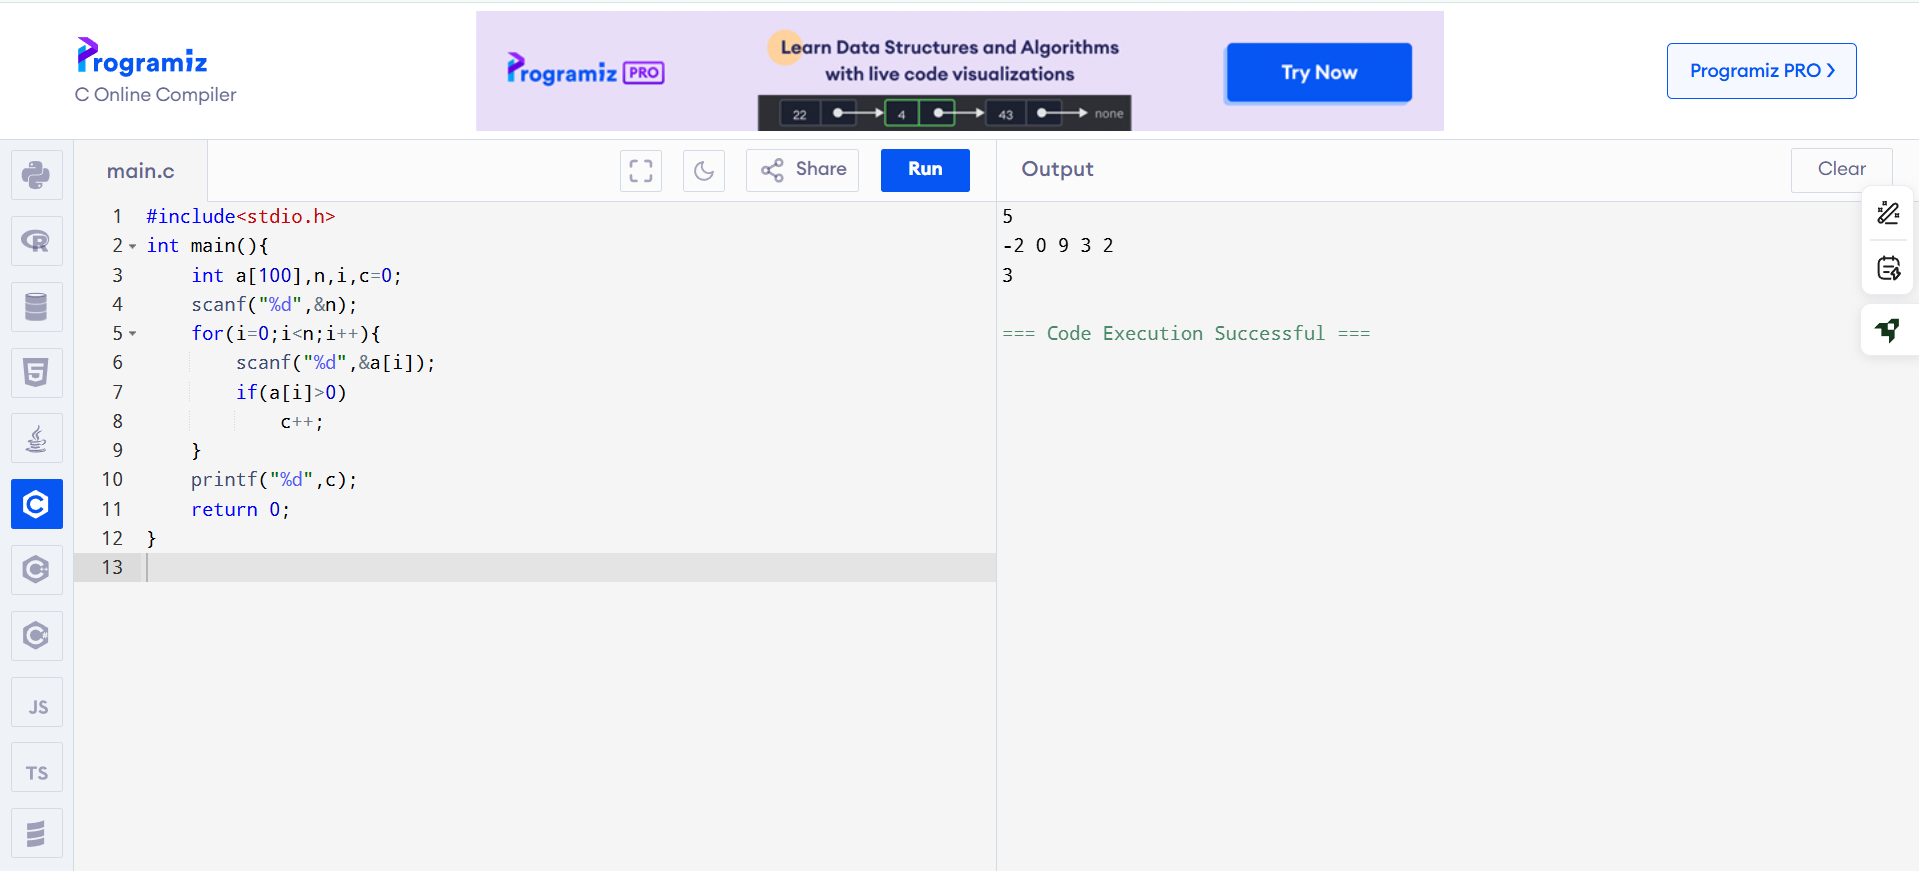 Programiz
C Online Compiler
Programiz PRO
Learn Data Structures and Algorithms
with live code visualizations
22 4 43 none
Try Now
Programiz PRO
main.c
Share
Run
Output
Clear
1 #include<stdio.h>
2 int main(){
3 int a[100],n,i,c=0;
4 scanf("%d",&n);
5 for(i=0;i<n;i++){
6 scanf("%d",&a[i]);
7 if(a[i]>0)
8 c++;
9 }
10 printf("%d",c);
11 return 0;
12 }
13
5
-2 0 9 3 2
3
=== Code Execution Successful ===
R
5
C
C++
C#
JS
TS